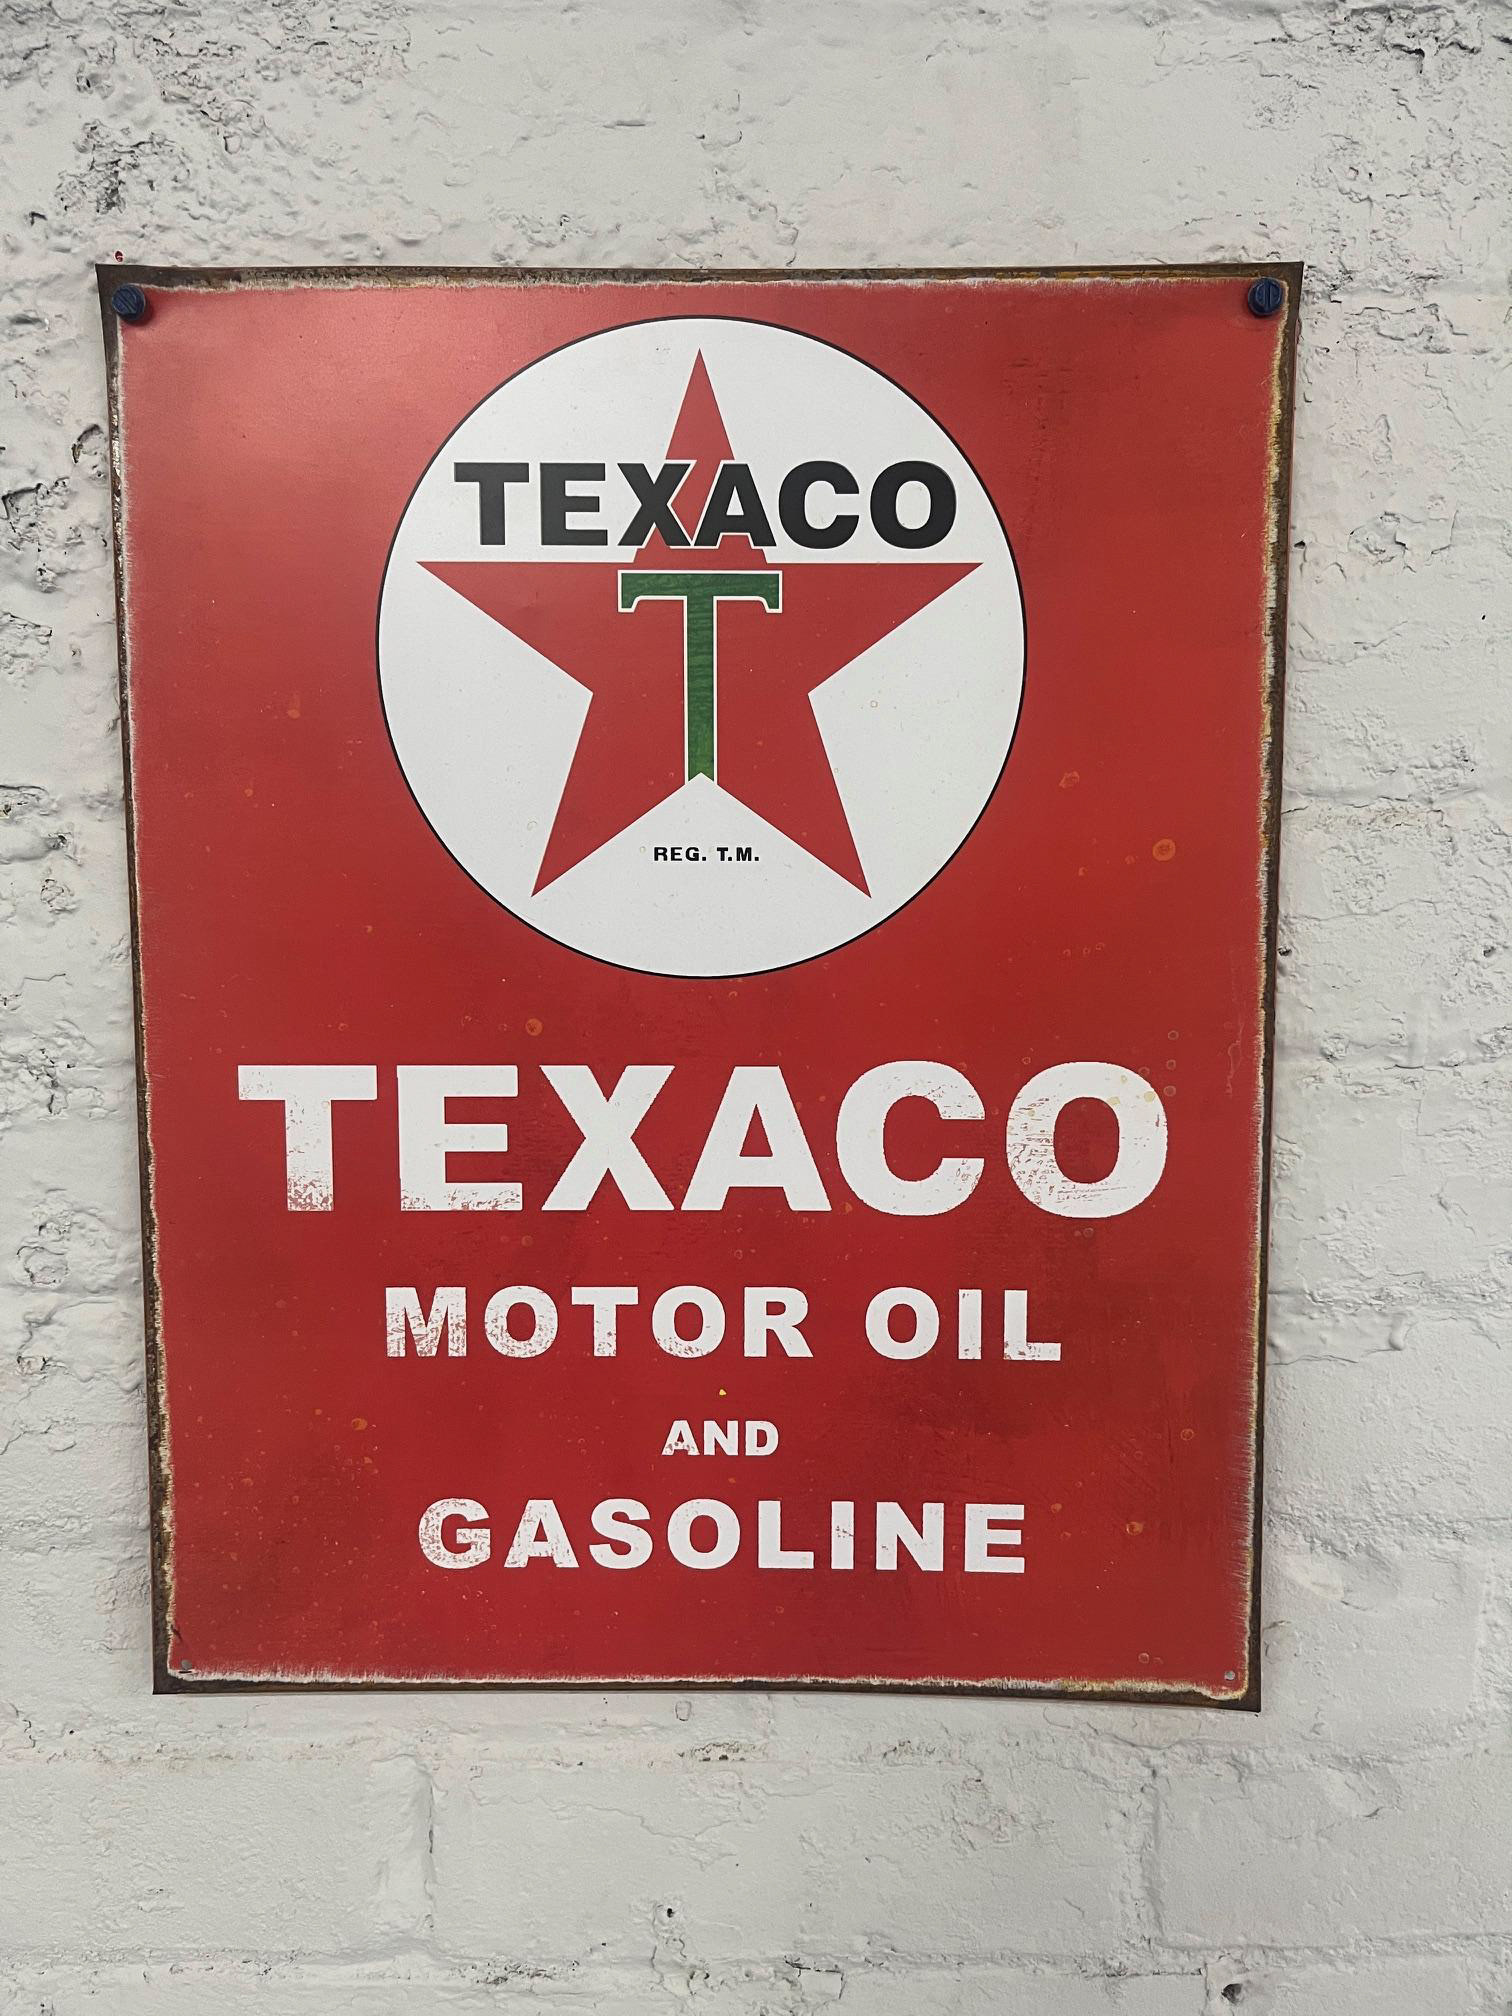 TEXACO
T
REG. T.M.
TEXACO
MOTOR OIL
AND
GASOLINE